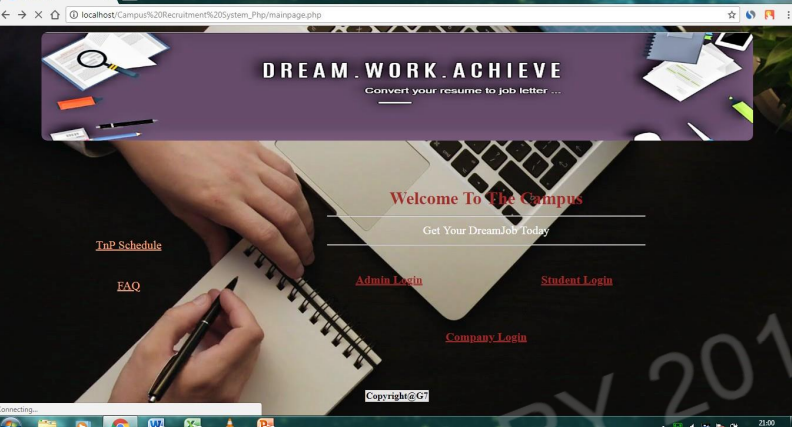 localhost/Campus%20Recruitment%20System_Php/mainpage.php
DREAM.WORK.ACHIEVE
Convert your resume to job letter ...
Welcome To The Campus
Get Your DreamJob Today
TnP Schedule
FAQ
Admin Login
Student Login
Company Login
Copyright@G7
Connecting...
21:00